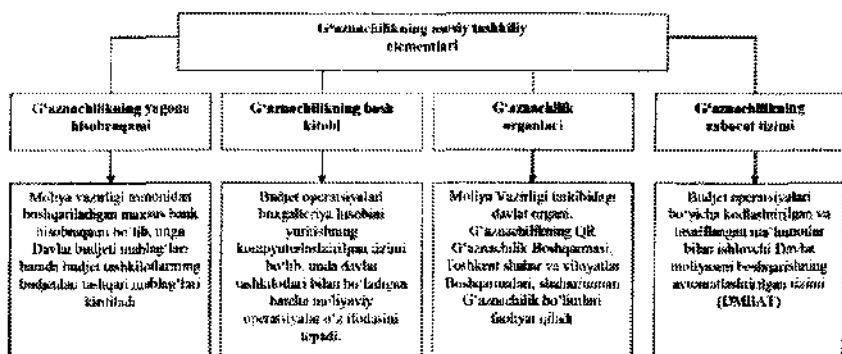 G‘aznachilikning asosiy tashkiliy
elementlari
G‘aznachilikning yagona
hisobraqami
G‘aznachilikning bosh
kitobi
G‘aznachilik
organlari
G‘aznachilikning
axborot tizimi
Moliya vazirligi tomonidan
boshqariladigan maxsus bank
hisobraqam bo‘lib, unga
Davlat budjeti mablag‘lari
hamda budjet tashkilotlarining
budjetdan tashqari mablag‘lari
kiritiladi
Budjet operatsiyalari
buxgalteriya hisobini
yuritishning
kompyuterlashtirilgan tizimi
bo‘lib, unda davlat
tashkilotlari bilan bo‘ladigan
barcha moliyaviy
operatsiyalar o‘z ifodasini
topadi.
Moliya Vazirligi tarkibidagi
davlat organi.
G‘aznachilikning QR
G‘aznachilik Boshqarmasi,
Toshkent shahar va viloyatlar
Boshqarmalari, shahar/tuman
G‘aznachilik bo‘limlari
faoliyat qiladi
Budjet operatsiyalari
bo‘yicha kodlashtirilgan va
tasniflangan ma’lumotlar
bilan ishlovchi Davlat
moliyasini boshqarishning
avtomatlashtirilgan tizimi
(DMBAT)